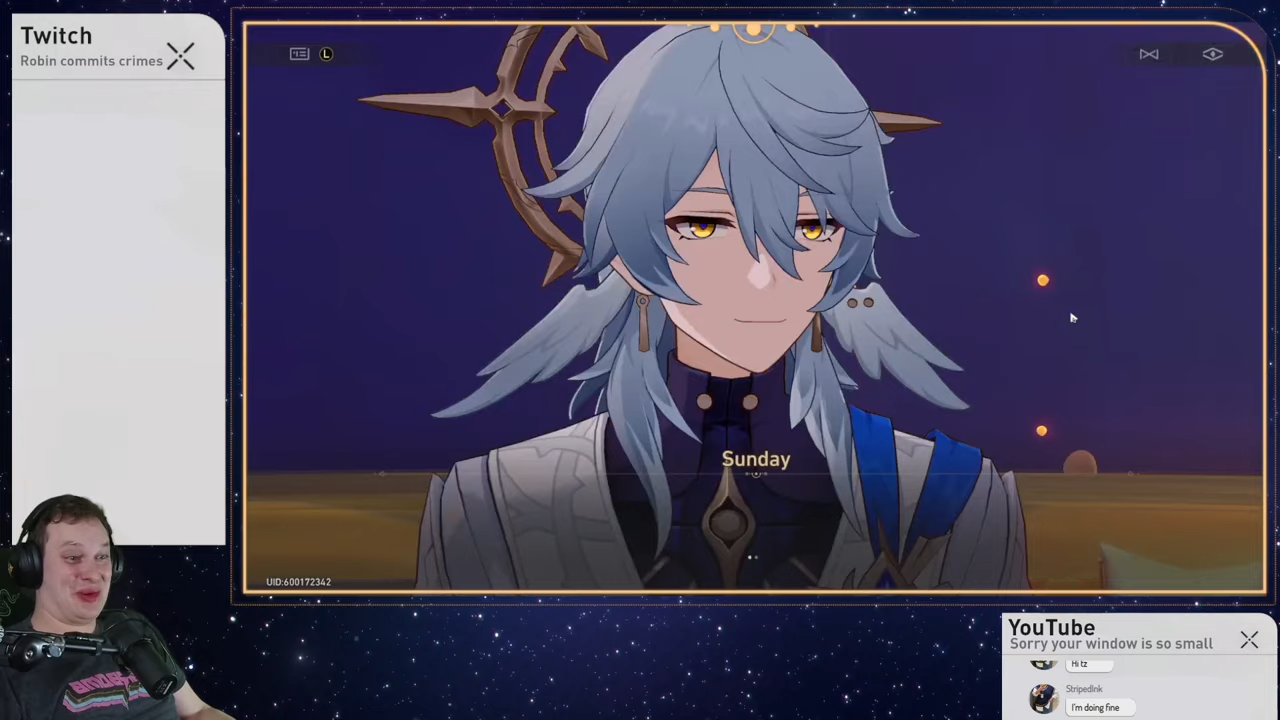 Twitch
Robin commits crimes
L
Sunday
UID:600172342
YouTube
Sorry your window is so small
Hi tz
StripedInk
I'm doing fine